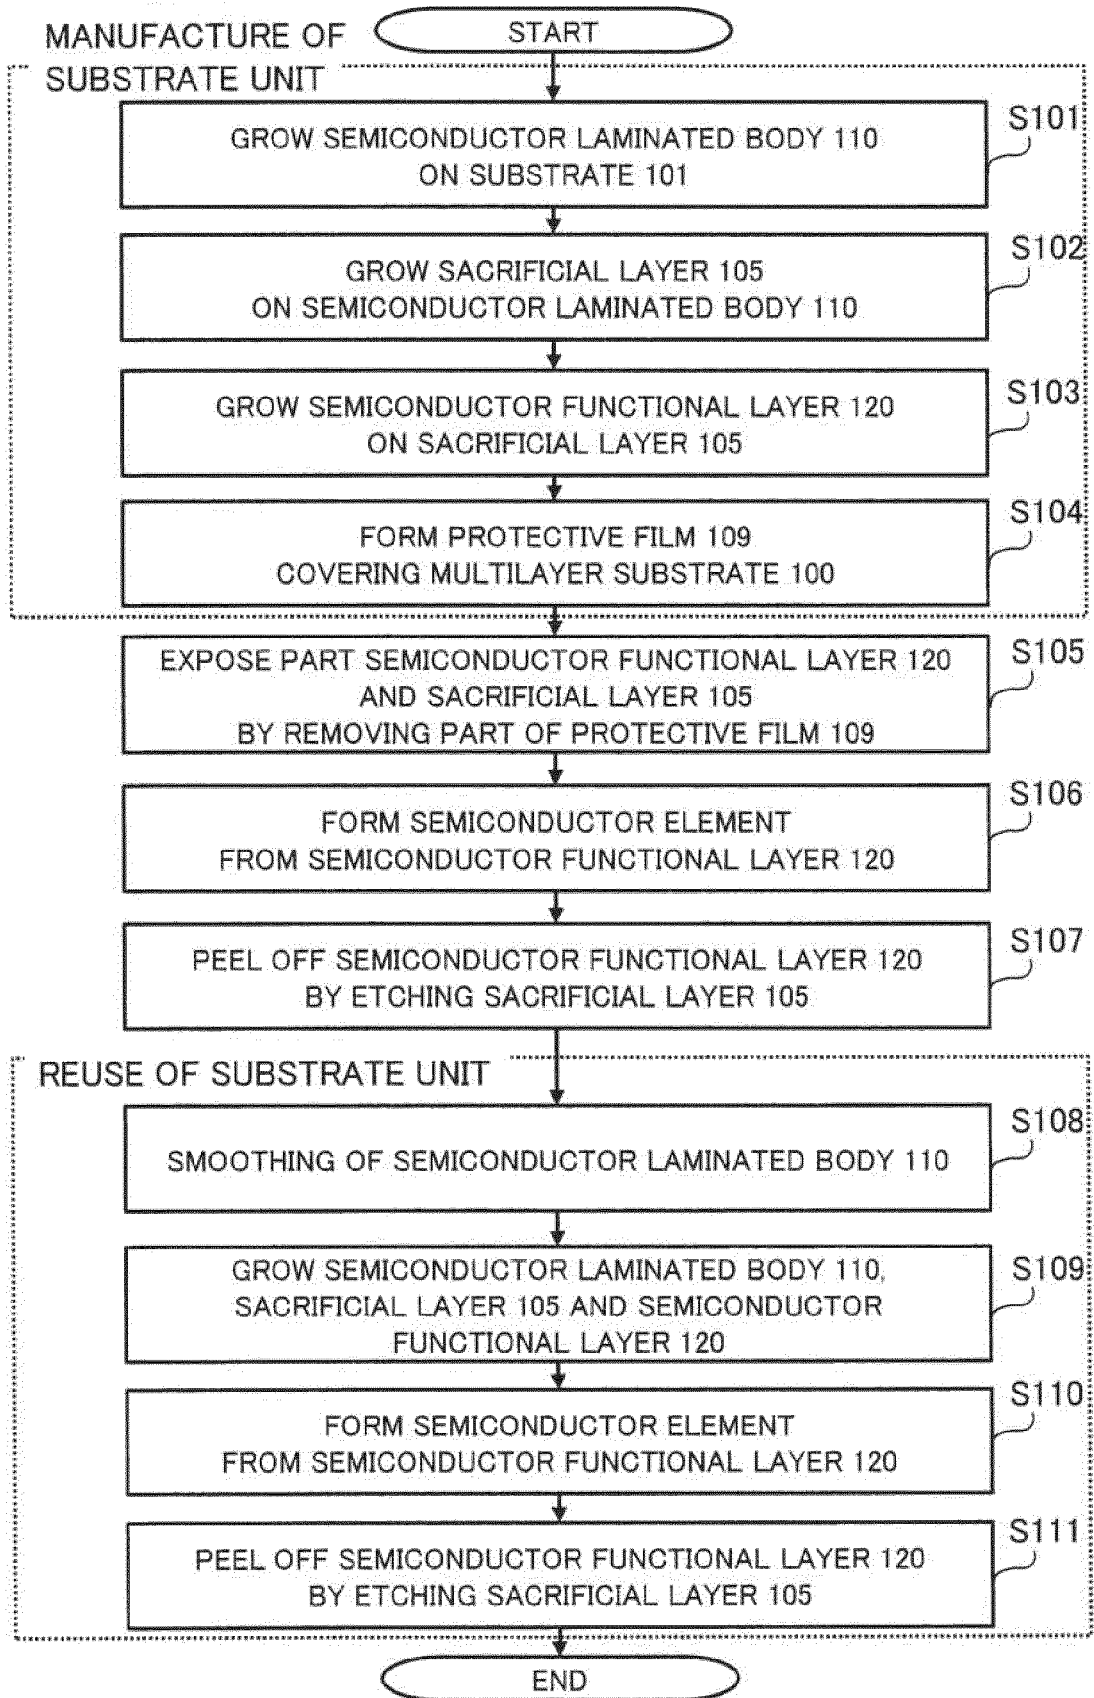 MANUFACTURE OF
SUBSTRATE UNIT
START
S101
GROW SEMICONDUCTOR LAMINATED BODY 110
ON SUBSTRATE 101
S102
GROW SACRIFICIAL LAYER 105
ON SEMICONDUCTOR LAMINATED BODY 110
S103
GROW SEMICONDUCTOR FUNCTIONAL LAYER 120
ON SACRIFICIAL LAYER 105
S104
FORM PROTECTIVE FILM 109
COVERING MULTILAYER SUBSTRATE 100
S105
EXPOSE PART SEMICONDUCTOR FUNCTIONAL LAYER 120
AND SACRIFICIAL LAYER 105
BY REMOVING PART OF PROTECTIVE FILM 109
S106
FORM SEMICONDUCTOR ELEMENT
FROM SEMICONDUCTOR FUNCTIONAL LAYER 120
S107
PEEL OFF SEMICONDUCTOR FUNCTIONAL LAYER 120
BY ETCHING SACRIFICIAL LAYER 105
REUSE OF SUBSTRATE UNIT
S108
SMOOTHING OF SEMICONDUCTOR LAMINATED BODY 110
S109
GROW SEMICONDUCTOR LAMINATED BODY 110,
SACRIFICIAL LAYER 105 AND SEMICONDUCTOR
FUNCTIONAL LAYER 120
S110
FORM SEMICONDUCTOR ELEMENT
FROM SEMICONDUCTOR FUNCTIONAL LAYER 120
S111
PEEL OFF SEMICONDUCTOR FUNCTIONAL LAYER 120
BY ETCHING SACRIFICIAL LAYER 105
END